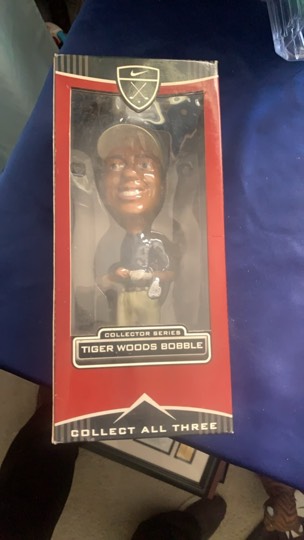 COLLECTOR SERIES
TIGER WOODS BOBBLE
COLLECT ALL THREE